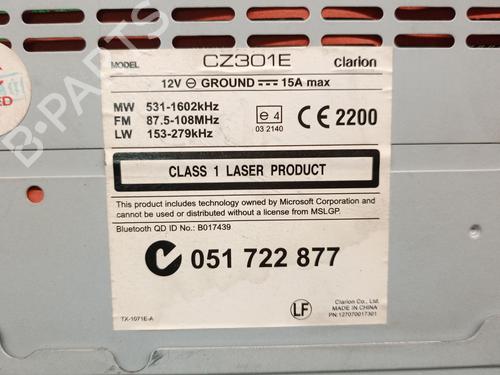 MODEL CZ301E Clarion
12V ⊖ GROUND ⎓ 15A max
MW 531-1602kHz
FM 87.5-108MHz
LW 153-279kHz
e 4
03 2140
CE 2200
CLASS 1 LASER PRODUCT
This product includes technology owned by Microsoft Corporation and
cannot be used or distributed without a license from MSLGP.
Bluetooth QD ID No.: B017439
051 722 877
LF
Clarion Co., Ltd.
MADE IN CHINA
PN:127070017301
TX-1071E-A
B-PARTS